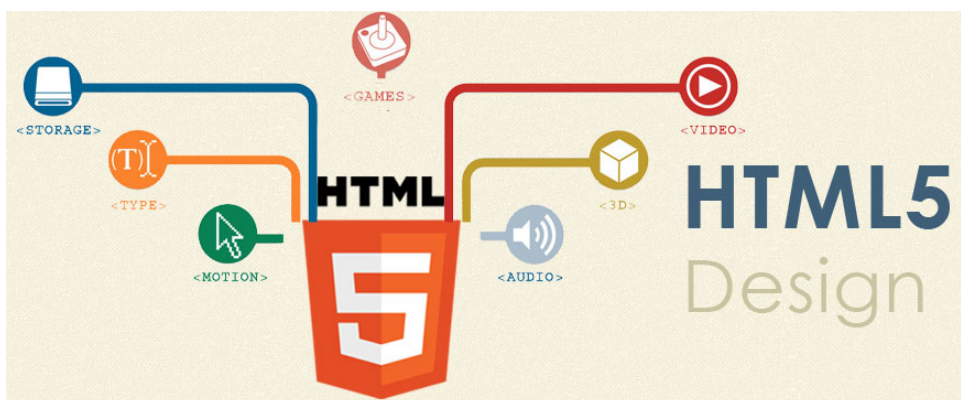 <GAMES>
<STORAGE>
<VIDEO>
(T)
<TYPE>
<3D>
HTML
5
<MOTION>
<AUDIO>
HTML5
Design